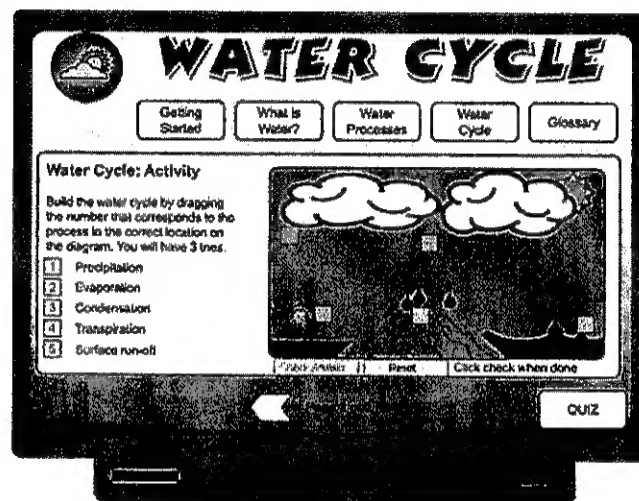 WATER CYCLE
Getting Started
What is Water?
Water Processes
Water Cycle
Glossary
Water Cycle: Activity
Build the water cycle by dragging
the number that corresponds to the
process to the correct location on
the diagram. You will have 3 tries.
1 Precipitation
2 Evaporation
3 Condensation
4 Transpiration
5 Surface run-off
Check Answer
Reset
Click check when done
QUIZ